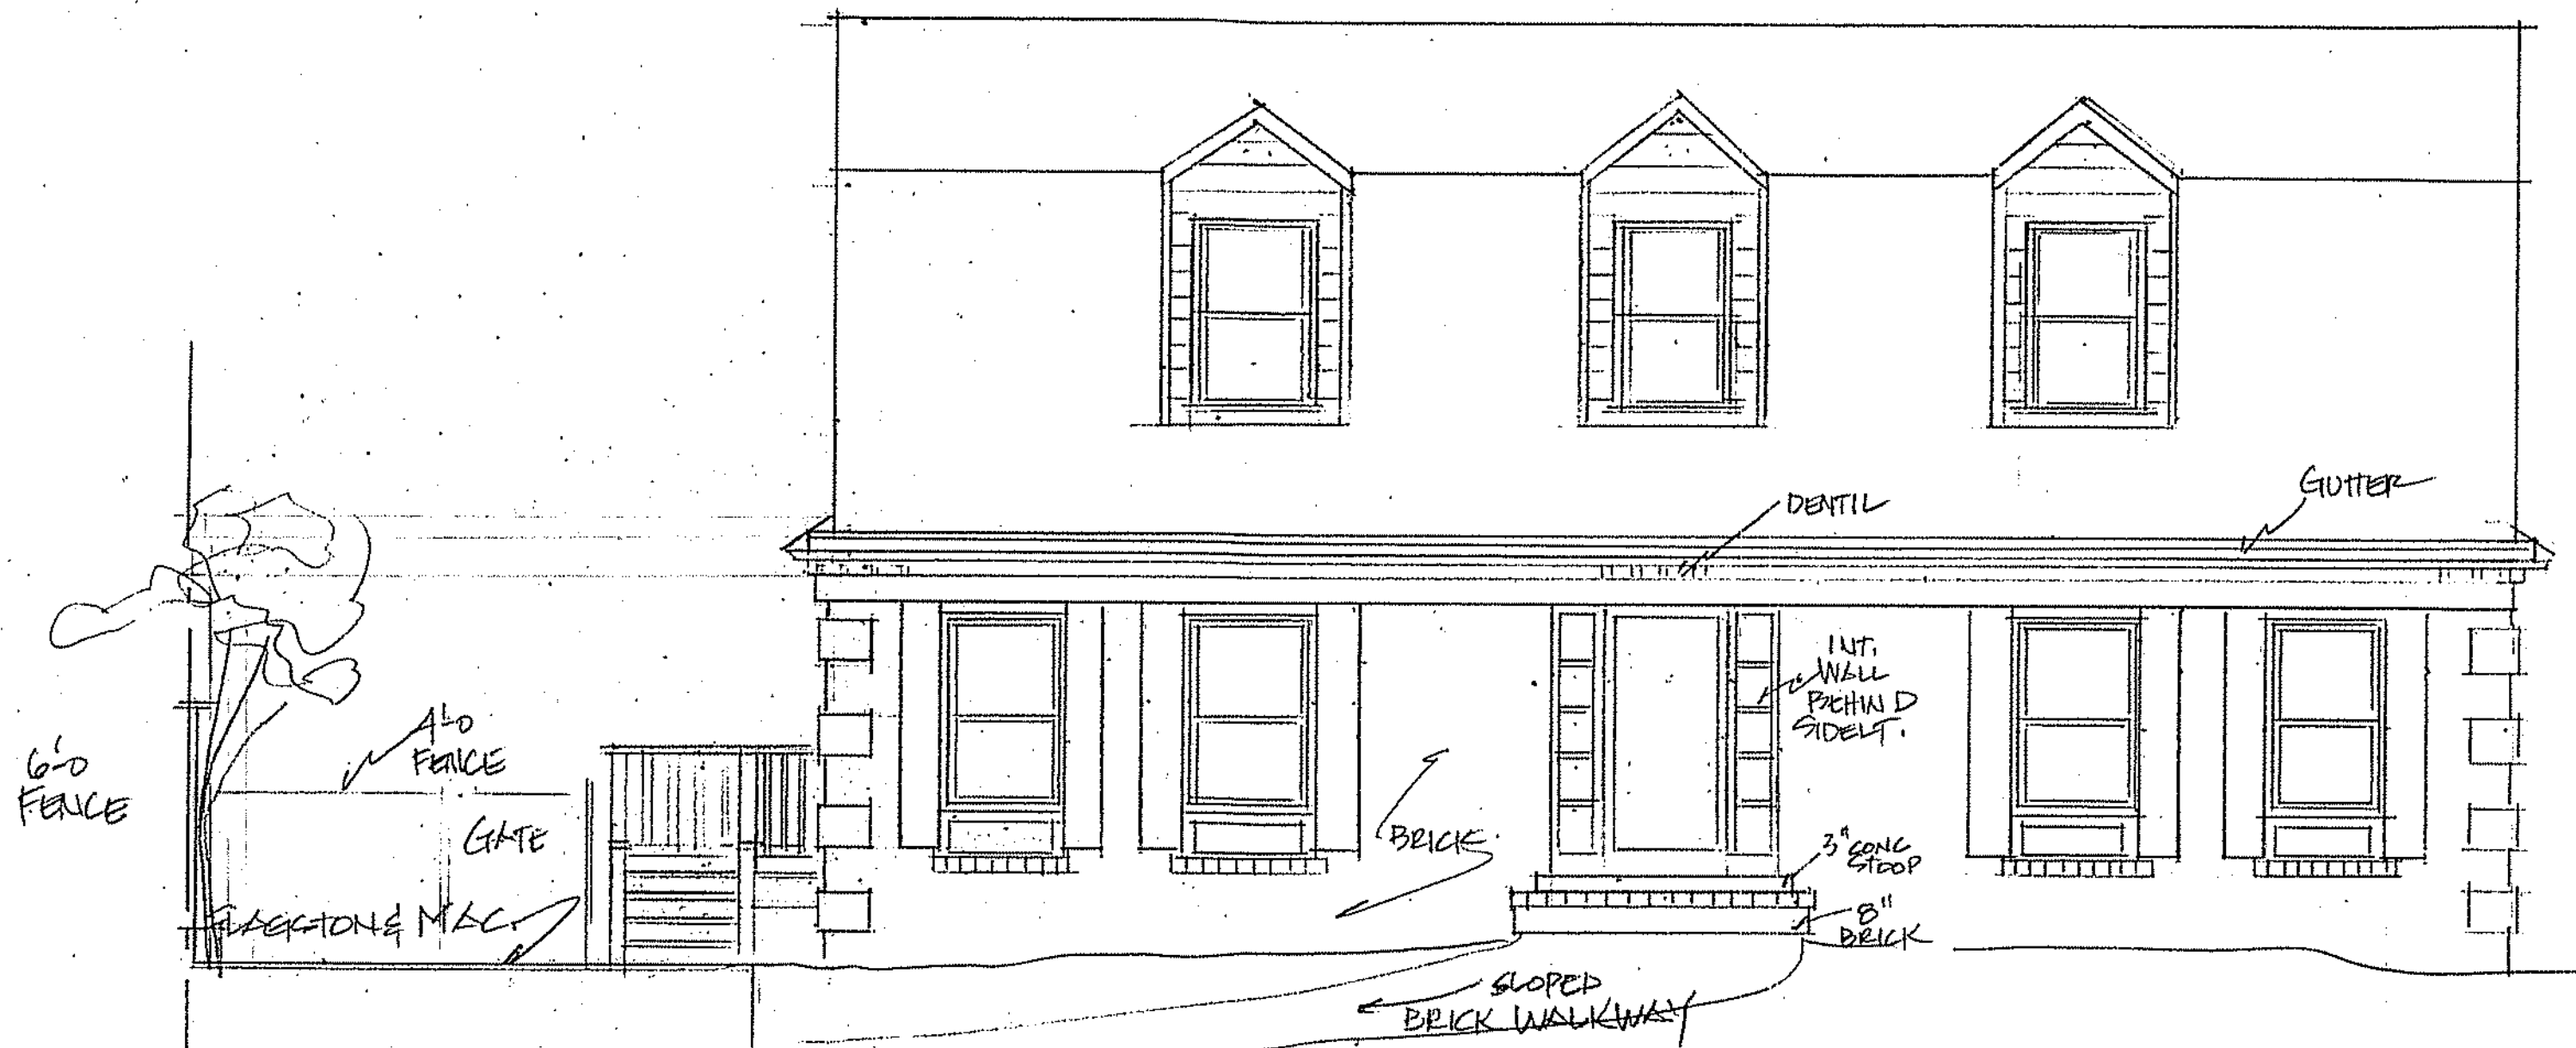 GUTTER
DENTIL
INT.
WALL
BEHIND
SIDELT.
4'-0
FENCE
6'-0
FENCE
GATE
BRICK
3" CONC
STOOP
FLAGSTONE MAC.
8"
BRICK
SLOPED
BRICK WALKWAY